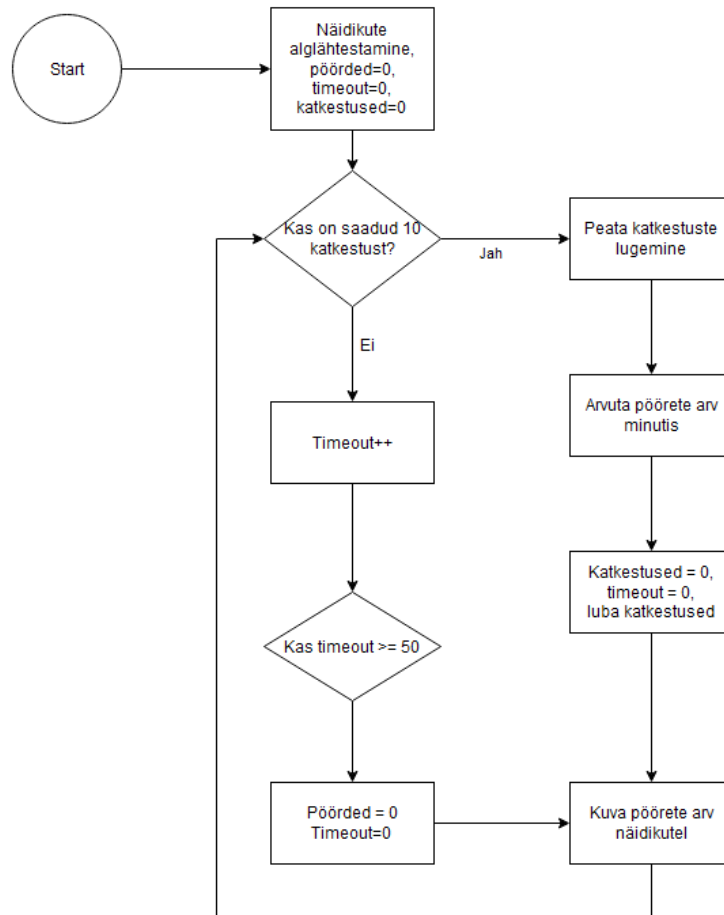 Start
Näidikute
alglähtestamine,
pöörded=0,
timeout=0,
katkestused=0
Kas on saadud 10
katkestust?
Jah
Peata katkestuste
lugemine
Ei
Timeout++
Arvuta pöörete arv
minutis
Katkestused = 0,
timeout = 0,
luba katkestused
Kas timeout >= 50
Pöörded = 0
Timeout=0
Kuva pöörete arv
näidikutel